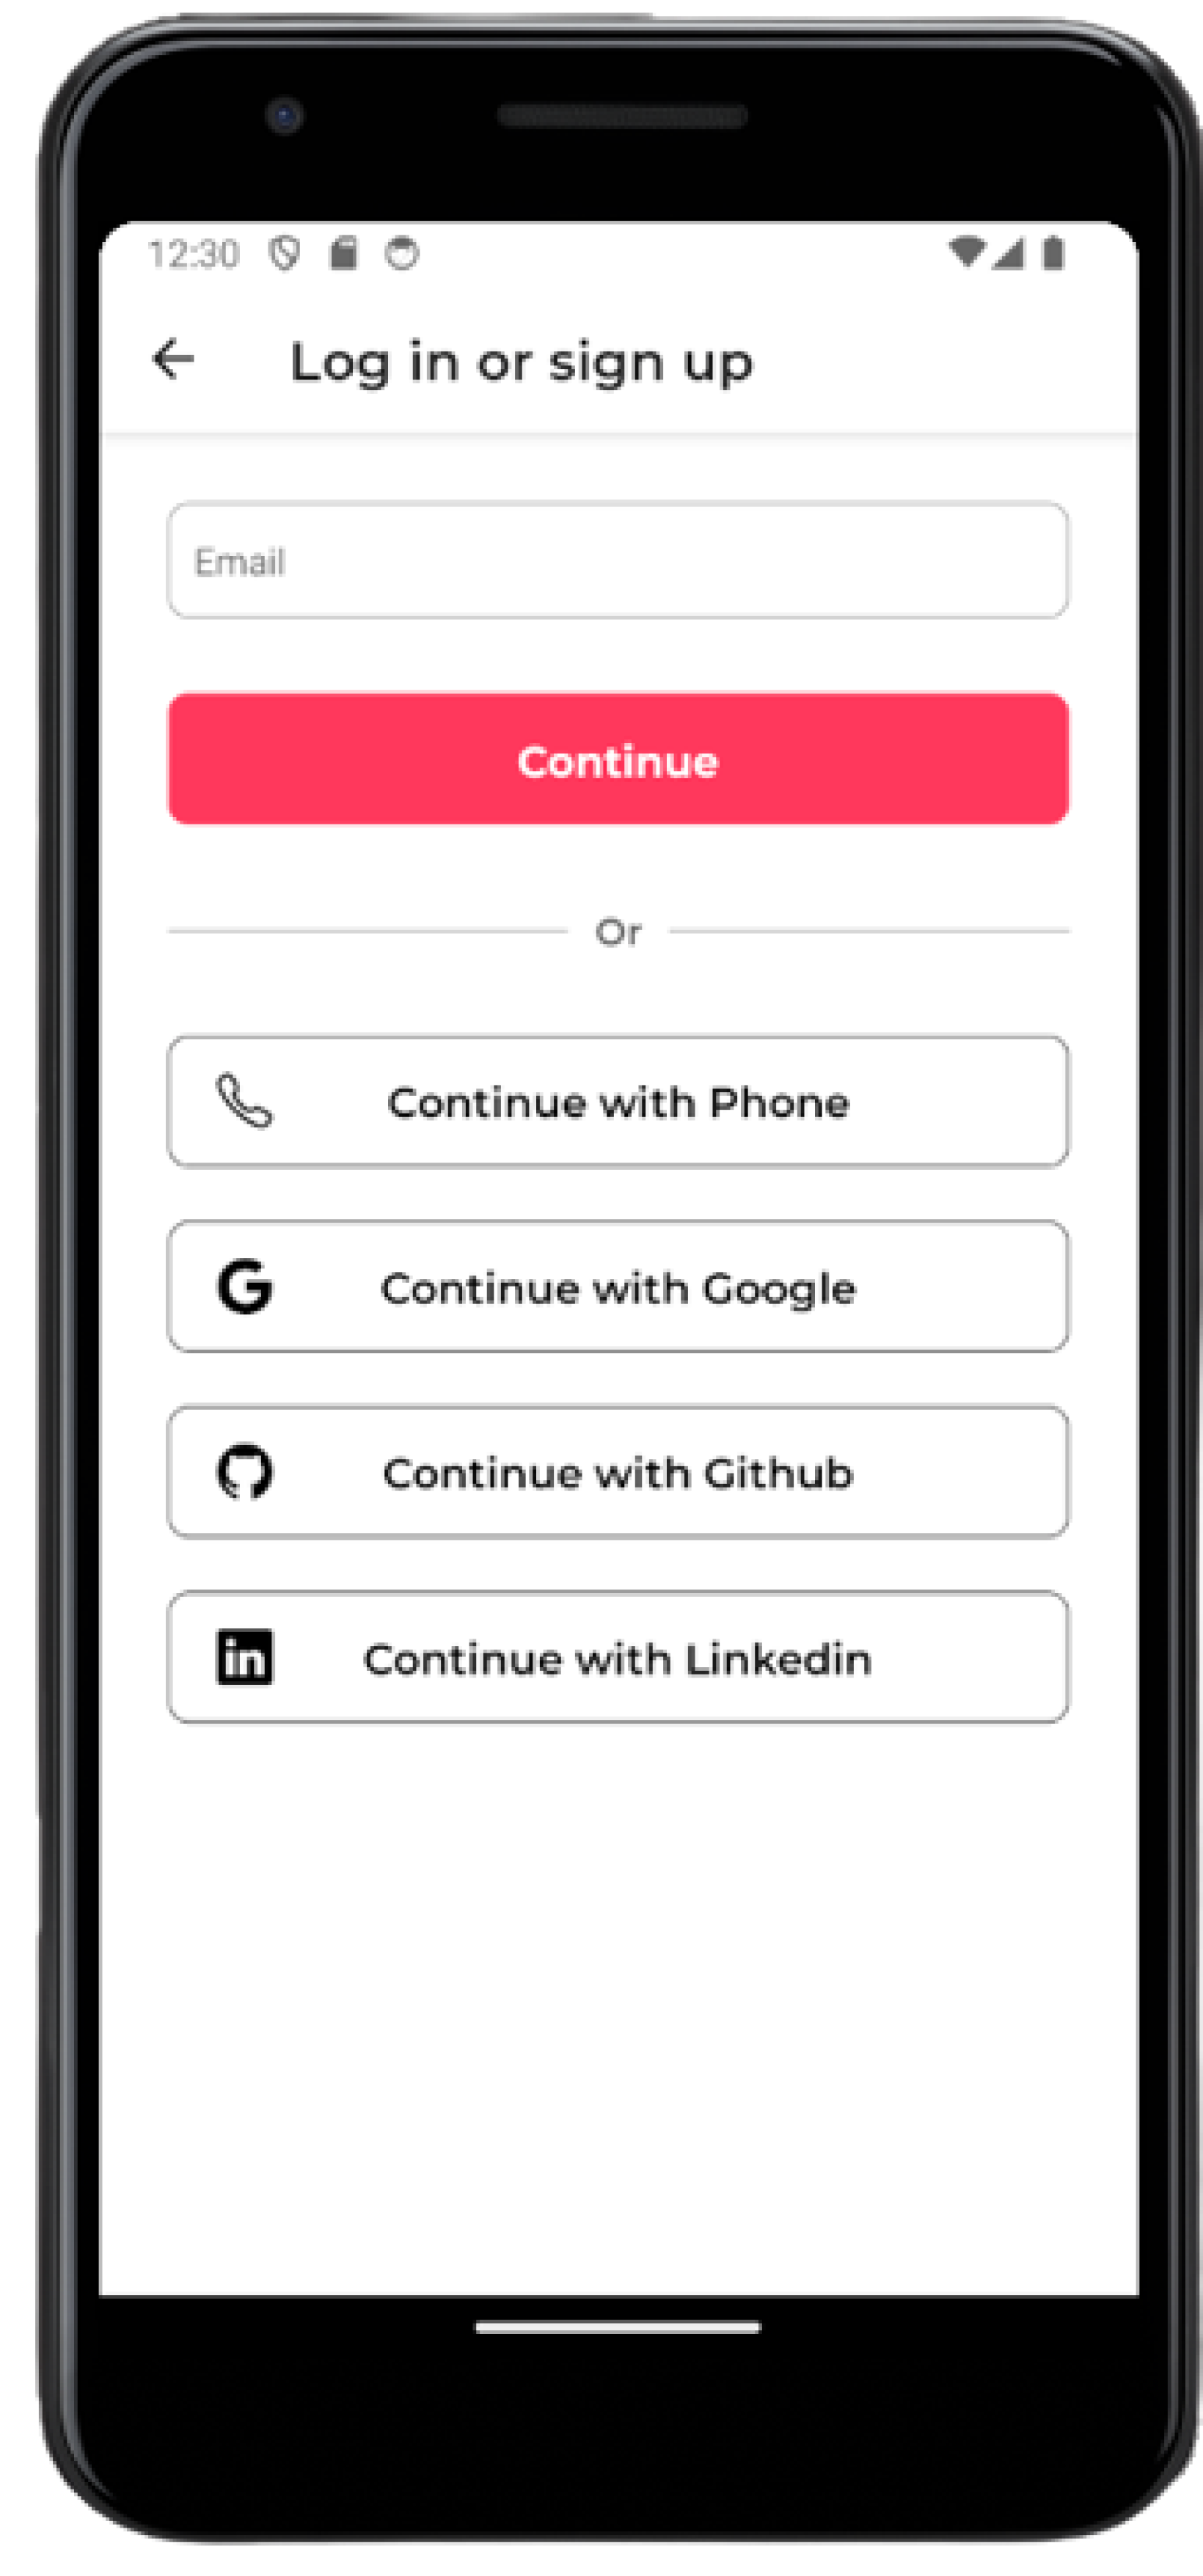 12:30
Log in or sign up
Email
Continue
Or
Continue with Phone
Continue with Google
Continue with Github
in Continue with Linkedin